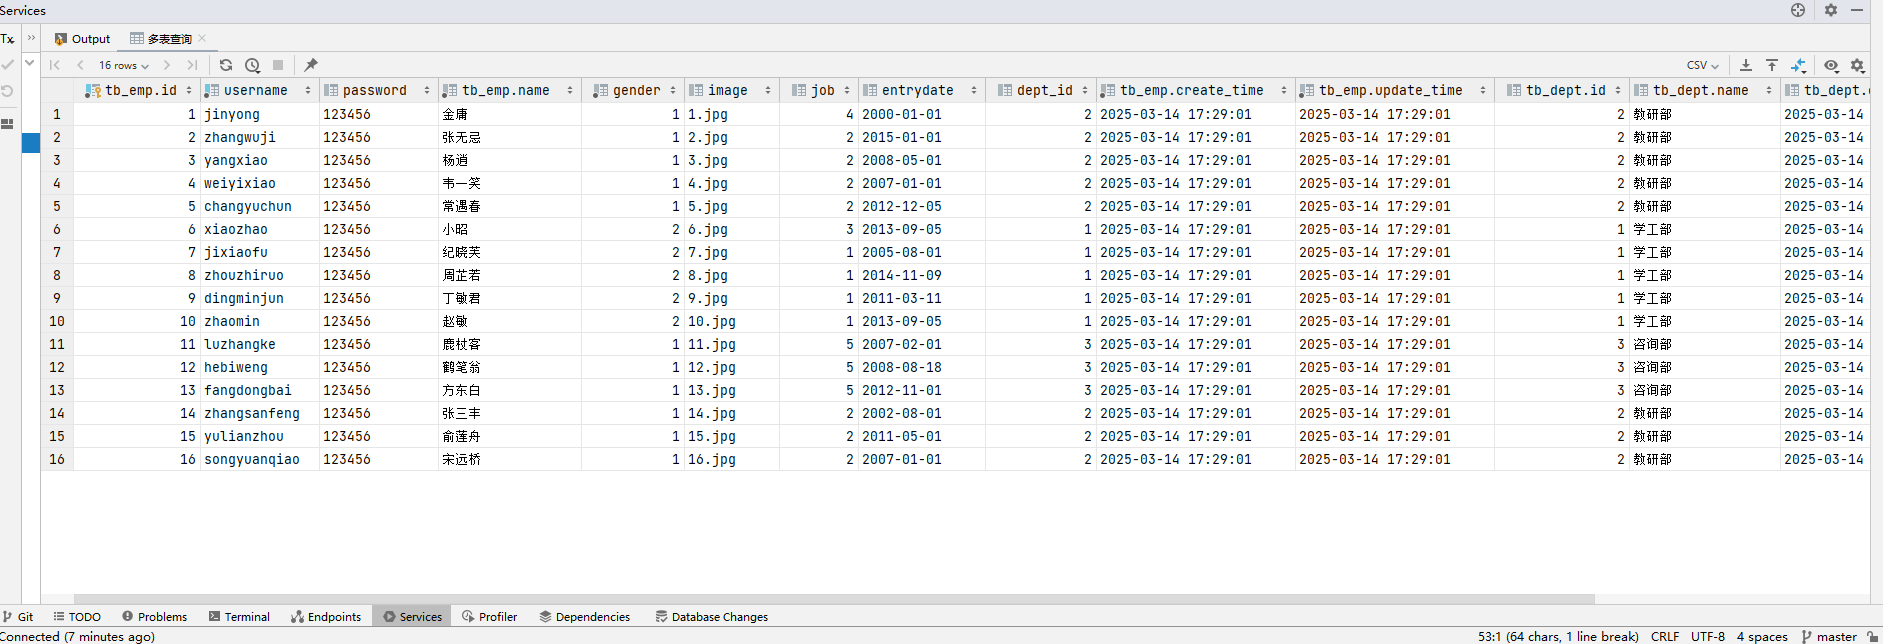 Services
Tx Output 多表查询
16 rows CSV
tb_emp.id username password tb_emp.name gender image job entrydate dept_id tb_emp.create_time tb_emp.update_time tb_dept.id tb_dept.name tb_dept.
1 1 jinyong 123456 金庸 1 1.jpg 4 2000-01-01 2 2025-03-14 17:29:01 2025-03-14 17:29:01 2 教研部 2025-03-14
2 2 zhangwuji 123456 张无忌 1 2.jpg 2 2015-01-01 2 2025-03-14 17:29:01 2025-03-14 17:29:01 2 教研部 2025-03-14
3 3 yangxiao 123456 杨逍 1 3.jpg 2 2008-05-01 2 2025-03-14 17:29:01 2025-03-14 17:29:01 2 教研部 2025-03-14
4 4 weiyixiao 123456 韦一笑 1 4.jpg 2 2007-01-01 2 2025-03-14 17:29:01 2025-03-14 17:29:01 2 教研部 2025-03-14
5 5 changyuchun 123456 常遇春 1 5.jpg 2 2012-12-05 2 2025-03-14 17:29:01 2025-03-14 17:29:01 2 教研部 2025-03-14
6 6 xiaozhao 123456 小昭 2 6.jpg 3 2013-09-05 1 2025-03-14 17:29:01 2025-03-14 17:29:01 1 学工部 2025-03-14
7 7 jixiaofu 123456 纪晓芙 2 7.jpg 1 2005-08-01 1 2025-03-14 17:29:01 2025-03-14 17:29:01 1 学工部 2025-03-14
8 8 zhouzhiruo 123456 周芷若 2 8.jpg 1 2014-11-09 1 2025-03-14 17:29:01 2025-03-14 17:29:01 1 学工部 2025-03-14
9 9 dingminjun 123456 丁敏君 2 9.jpg 1 2011-03-11 1 2025-03-14 17:29:01 2025-03-14 17:29:01 1 学工部 2025-03-14
10 10 zhaomin 123456 赵敏 2 10.jpg 1 2013-09-05 1 2025-03-14 17:29:01 2025-03-14 17:29:01 1 学工部 2025-03-14
11 11 luzhangke 123456 鹿杖客 1 11.jpg 5 2007-02-01 3 2025-03-14 17:29:01 2025-03-14 17:29:01 3 咨询部 2025-03-14
12 12 hebiweng 123456 鹤笔翁 1 12.jpg 5 2008-08-18 3 2025-03-14 17:29:01 2025-03-14 17:29:01 3 咨询部 2025-03-14
13 13 fangdongbai 123456 方东白 1 13.jpg 5 2012-11-01 3 2025-03-14 17:29:01 2025-03-14 17:29:01 3 咨询部 2025-03-14
14 14 zhangsanfeng 123456 张三丰 1 14.jpg 2 2002-08-01 2 2025-03-14 17:29:01 2025-03-14 17:29:01 2 教研部 2025-03-14
15 15 yulianzhou 123456 俞莲舟 1 15.jpg 2 2011-05-01 2 2025-03-14 17:29:01 2025-03-14 17:29:01 2 教研部 2025-03-14
16 16 songyuanqiao 123456 宋远桥 1 16.jpg 2 2007-01-01 2 2025-03-14 17:29:01 2025-03-14 17:29:01 2 教研部 2025-03-14
Git TODO Problems Terminal Endpoints Services Profiler Dependencies Database Changes
Connected (7 minutes ago) 53:1 (64 chars, 1 line break) CRLF UTF-8 4 spaces master